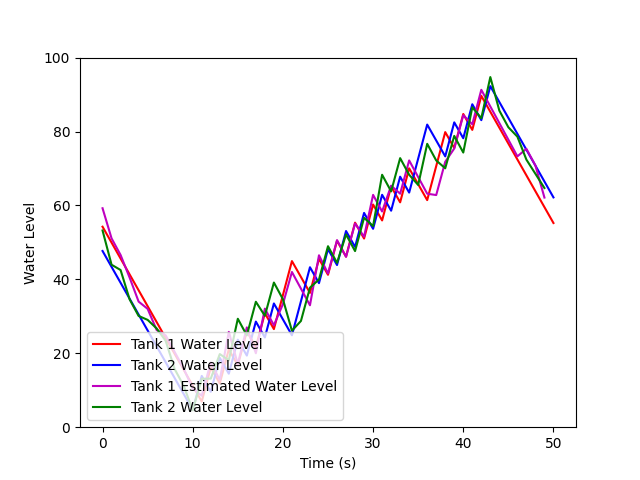 100
80
60
40
20
0
Water Level
Tank 1 Water Level
Tank 2 Water Level
Tank 1 Estimated Water Level
Tank 2 Water Level
0 10 20 30 40 50
Time (s)